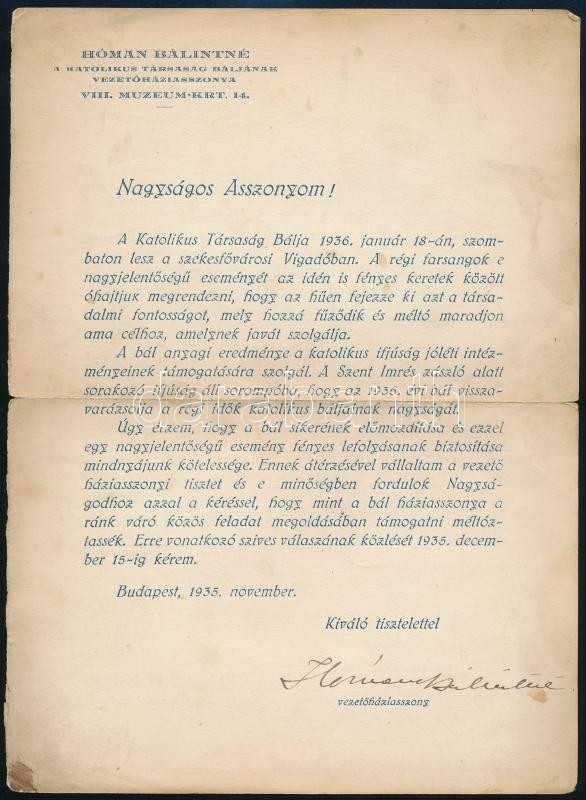 HÓMAN BÁLINTNÉ
A KATOLIKUS TÁRSASÁG BÁLJÁNAK
VEZETŐHÁZIASSZONYA
VIII. MUZEUM-KRT. 14.
Nagyságos Asszonyom!
A Katolikus Társaság Bálja 1936. január 18-án, szom-
baton lesz a székesfővárosi Vigadóban. A régi farsangok e
nagyjelentőségű eseményét az idén is fényes keretek között
óhajtjuk megrendezni, hogy az hűen fejezze ki azt a társa-
dalmi fontosságot, mely hozzá fűződik és méltó maradjon
ama célhoz, amelynek javát szolgálja.
A bál anyagi eredménye a katolikus ifjúság jóléti intéz-
ményeinek támogatására szolgál. A Szent Imrés zászló alatt
sorakozó ifjúság áll sorompóba, hogy az 1936. évi bál vissza-
varázsolja a régi idők katolikus báljainak nagyságát.
Úgy érzem, hogy a bál sikerének előmozdítása és ezzel
egy nagyjelentőségű esemény fényes lefolyásanak biztosítása
mindnyájunk kötelessége. Ennek átérzésével vállaltam a vezető
háziasszonyi tisztet és e minőségben fordulok Nagysá-
godhoz azzal a kéréssel, hogy mint a bál háziasszonya a
ránk váró közös feladat megoldásában támogatni méltóz-
tassék. Erre vonatkozó szives válaszának közlését 1935. decem-
ber 15-ig kérem.
Budapest, 1935. november.
Kiváló tisztelettel
Hóman Bálintné
vezetőháziasszony
darabanth